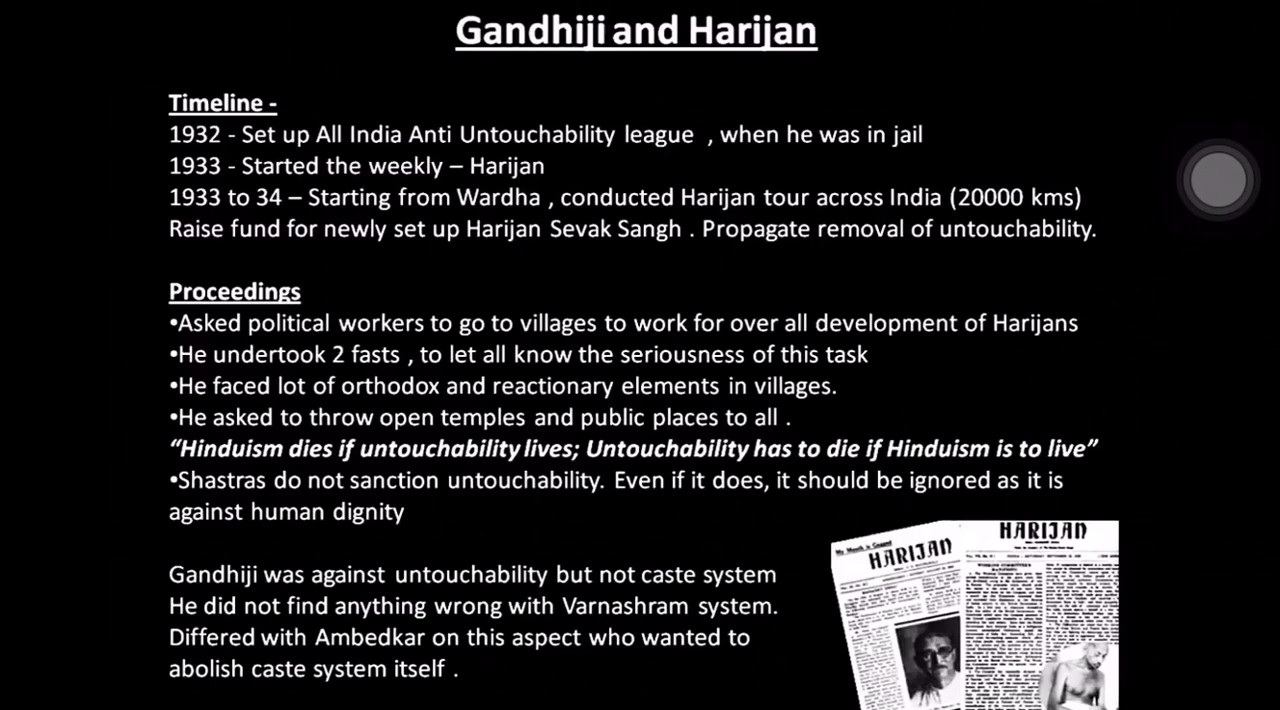 Gandhiji and Harijan
Timeline -
1932 - Set up All India Anti Untouchability league , when he was in jail
1933 - Started the weekly – Harijan
1933 to 34 – Starting from Wardha , conducted Harijan tour across India (20000 kms)
Raise fund for newly set up Harijan Sevak Sangh . Propagate removal of untouchability.
Proceedings
•Asked political workers to go to villages to work for over all development of Harijans
•He undertook 2 fasts , to let all know the seriousness of this task
•He faced lot of orthodox and reactionary elements in villages.
•He asked to throw open temples and public places to all .
“Hinduism dies if untouchability lives; Untouchability has to die if Hinduism is to live”
•Shastras do not sanction untouchability. Even if it does, it should be ignored as it is
against human dignity
Gandhiji was against untouchability but not caste system
He did not find anything wrong with Varnashram system.
Differed with Ambedkar on this aspect who wanted to
abolish caste system itself .
HARIJAN
HARIJAN